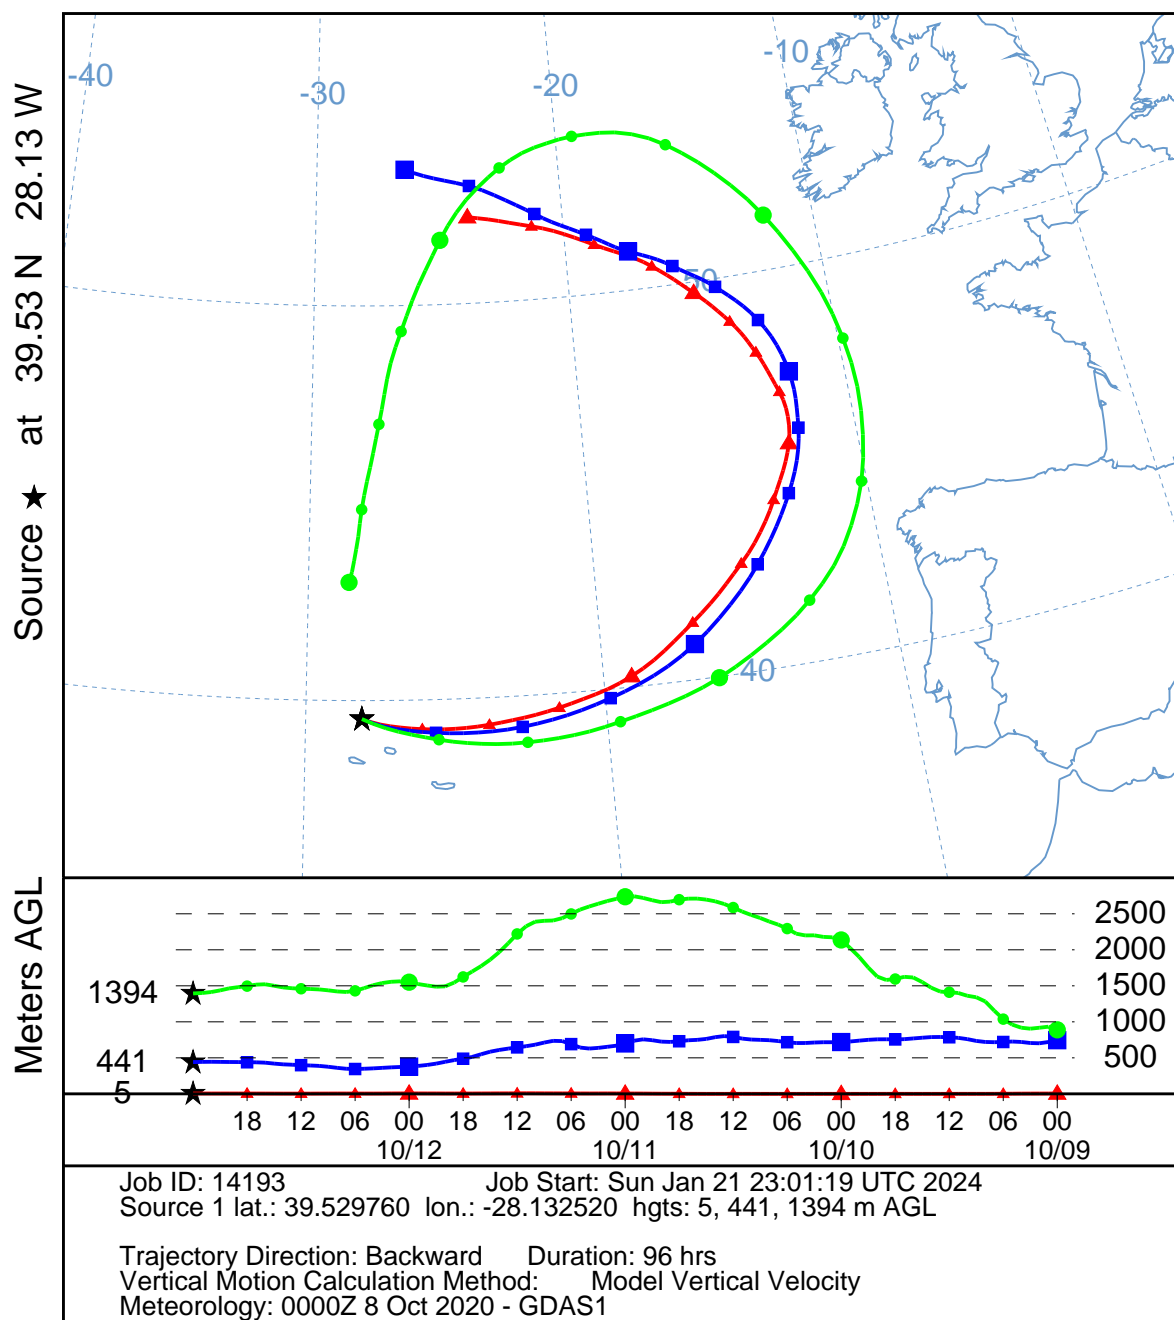 Source ★ at 39.53 N 28.13 W
-40
-30
-20
-10
50
40
Meters AGL
2500
2000
1500
1000
500
1394
441
5
18 12 06 00 18 12 06 00 18 12 06 00 18 12 06 00
10/12 10/11 10/10 10/09
Job ID: 14193 Job Start: Sun Jan 21 23:01:19 UTC 2024
Source 1 lat.: 39.529760 lon.: -28.132520 hgts: 5, 441, 1394 m AGL
Trajectory Direction: Backward Duration: 96 hrs
Vertical Motion Calculation Method: Model Vertical Velocity
Meteorology: 0000Z 8 Oct 2020 - GDAS1